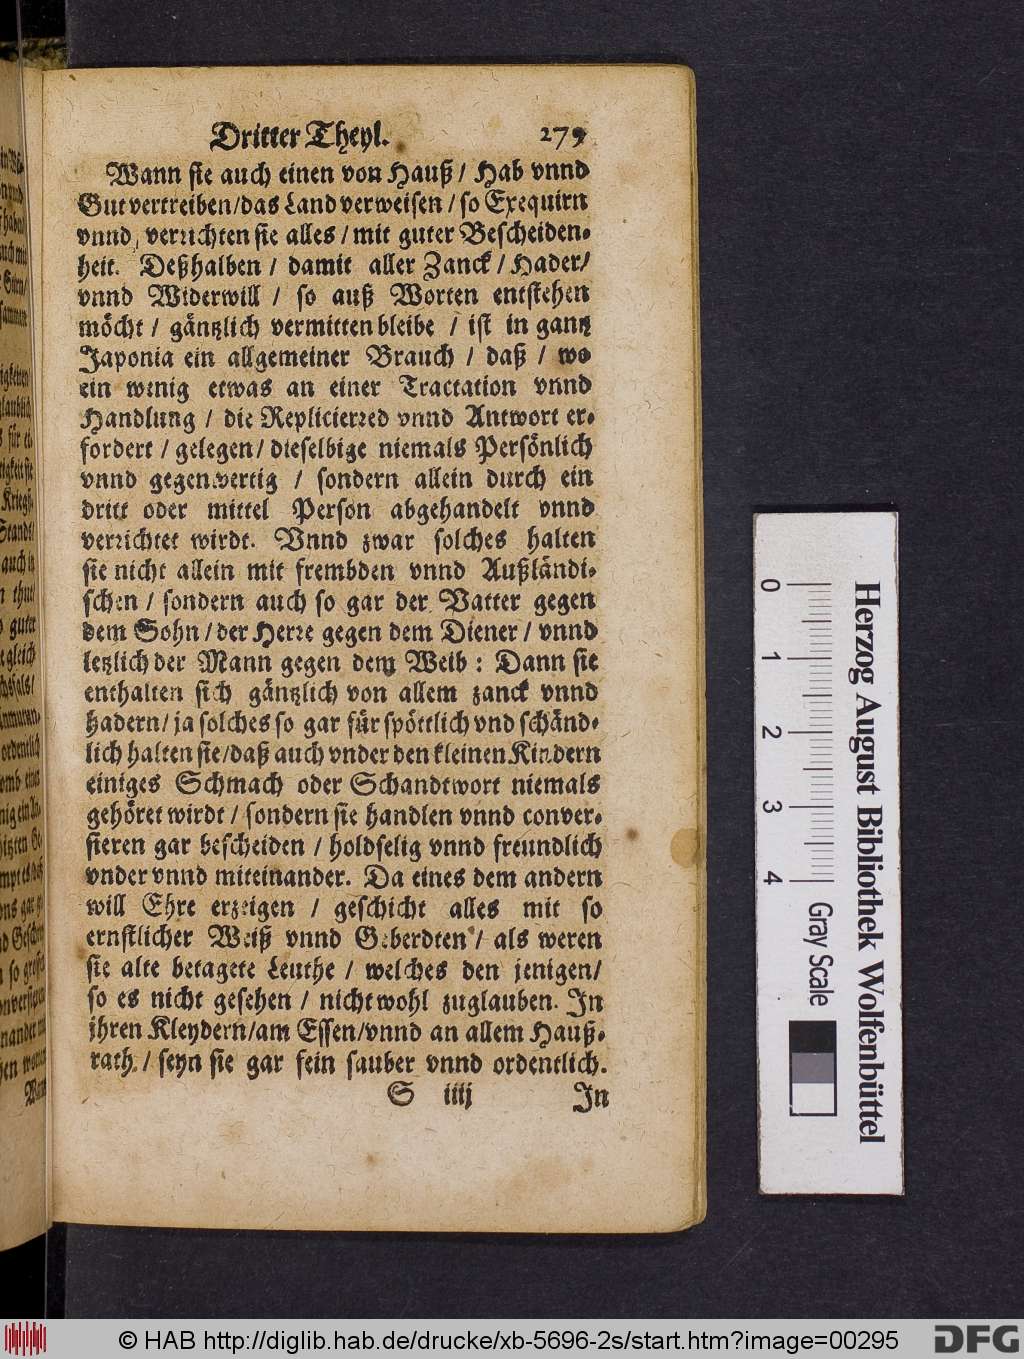 Dritter Theyl. 279
Wann sie auch einen von Hauß / Hab vnnd
Gut vertreiben/das Land verweisen / so Exequirn
vnnd verrichten sie alles / mit guter Bescheiden-
heit. Deßhalben / damit aller Zanck / Hader/
vnnd Widerwill / so auß Worten entstehen
möcht / gäntzlich vermitten bleibe / ist in gantz
Japonia ein allgemeiner Brauch / daß / wo
ein wenig etwas an einer Tractation vnnd
Handlung / die Replicierred vnnd Antwort er-
fordert / gelegen/ dieselbige niemals Persönlich
vnnd gegenwertig / sondern allein durch ein
dritt oder mittel Person abgehandelt vnnd
verrichtet wirdt. Vnnd zwar solches halten
sie nicht allein mit frembden vnnd Außländi-
schen / sondern auch so gar der Vatter gegen
dem Sohn / der Herre gegen dem Diener / vnnd
letzlich der Mann gegen dem Weib : Dann sie
enthalten sich gäntzlich von allem zanck vnnd
hadern/ ja solches so gar für spöttlich vnd schänd-
lich halten sie/daß auch vnder den kleinen Kindern
einiges Schmach oder Schandtwort niemals
gehöret wirdt / sondern sie handlen vnnd conver-
sieren gar bescheiden / holdselig vnnd freundlich
vnder vnnd miteinander. Da eines dem andern
will Ehre erzeigen / geschicht alles mit so
ernstlicher Weiß vnnd Geberdten / als weren
sie alte betagete Leuthe / welches den jenigen/
so es nicht gesehen / nicht wohl zuglauben. In
jhren Kleydern/am Essen/vnnd an allem Hauß-
rath / seyn sie gar fein sauber vnnd ordentlich.
S iiij In
Herzog August Bibliothek Wolfenbüttel
0 1 2 3 4 Gray Scale
© HAB http://diglib.hab.de/drucke/xb-5696-2s/start.htm?image=00295
DFG